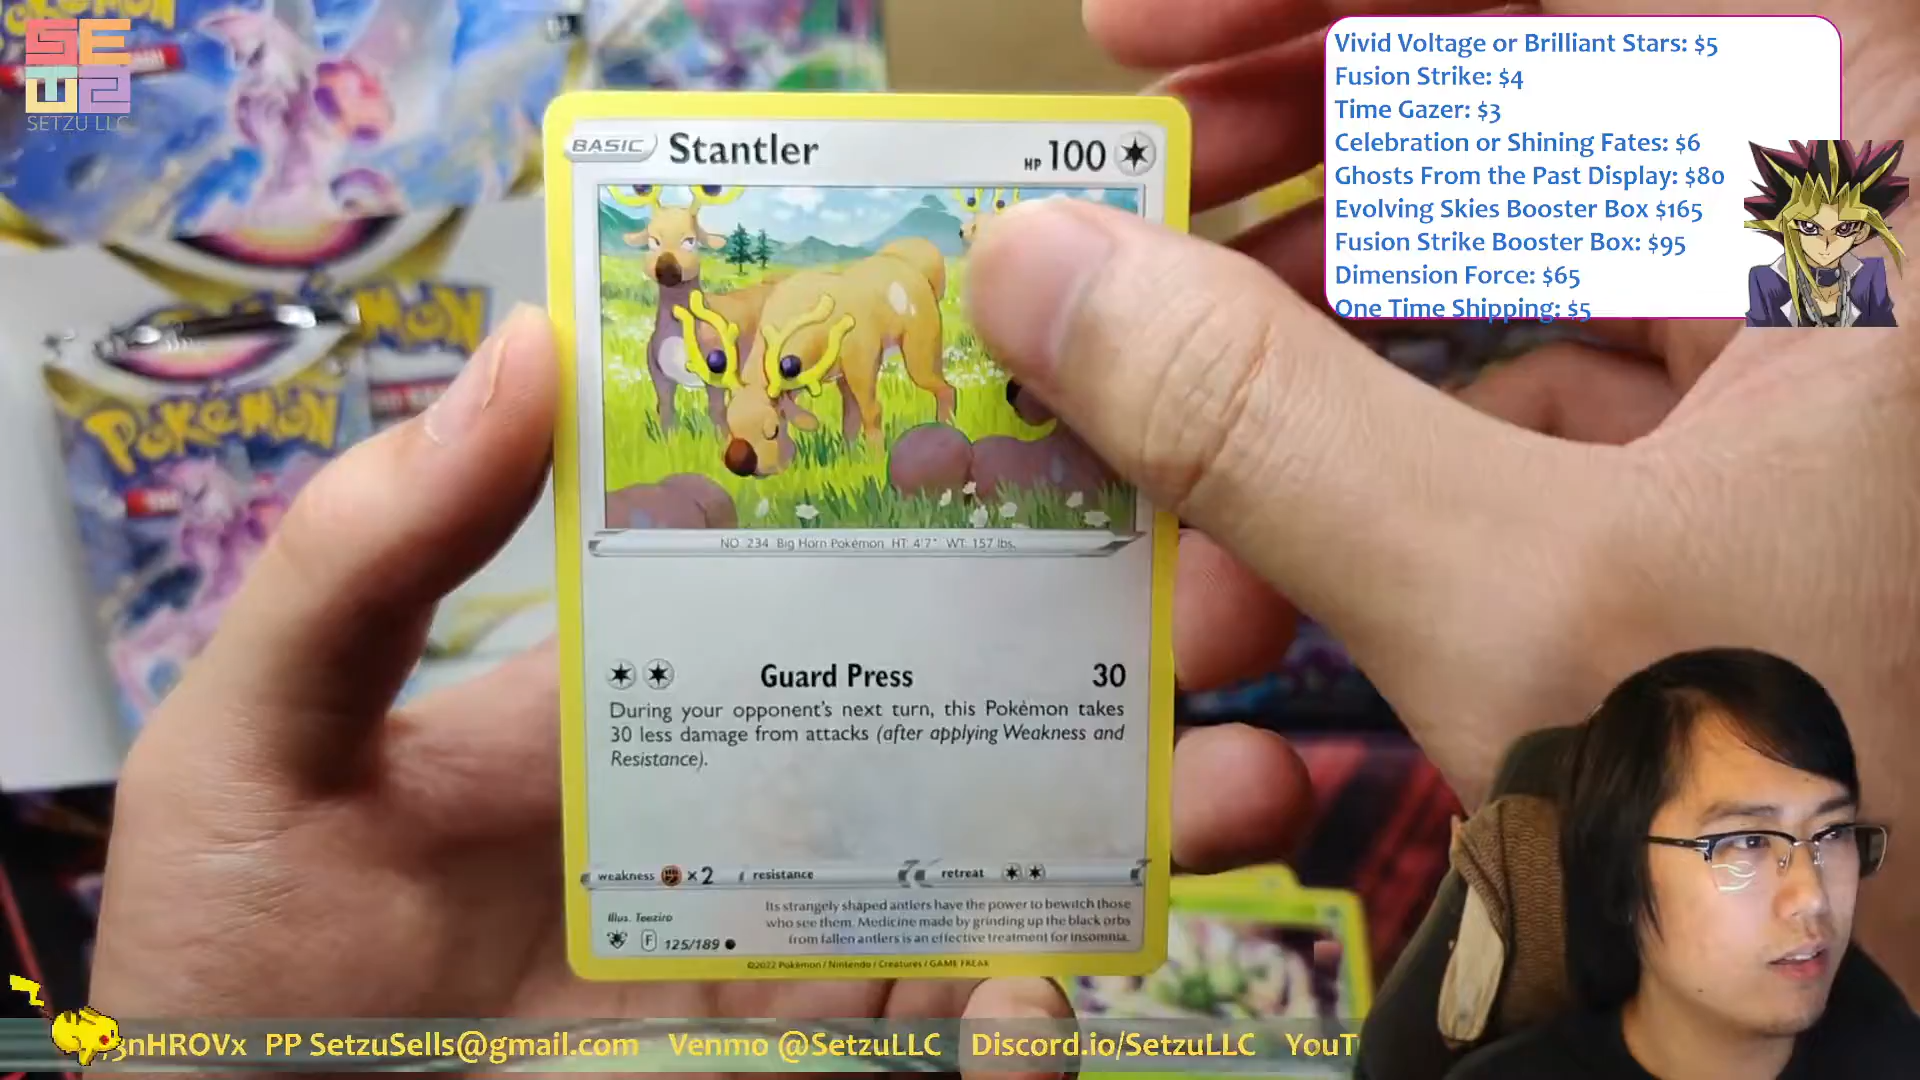 SE
TZ
SETZU LLC
Vivid Voltage or Brilliant Stars: $5
Fusion Strike: $4
Time Gazer: $3
Celebration or Shining Fates: $6
Ghosts From the Past Display: $80
Evolving Skies Booster Box $165
Fusion Strike Booster Box: $95
Dimension Force: $65
One Time Shipping: $5
BASIC Stantler HP 100
POKéMON
NO. 234 Big Horn Pokémon HT: 4'7" WT: 157 lbs.
Guard Press 30
During your opponent's next turn, this Pokémon takes
30 less damage from attacks (after applying Weakness and
Resistance).
weakness ×2 resistance retreat
Illus. Teeziro
Its strangely shaped antlers have the power to bewitch those
who see them. Medicine made by grinding up the black orbs
from fallen antlers is an effective treatment for insomnia.
F 125/189
©2022 Pokémon / Nintendo / Creatures / GAME FREAK
3nHROVx PP SetzuSells@gmail.com Venmo @SetzuLLC Discord.io/SetzuLLC YouT